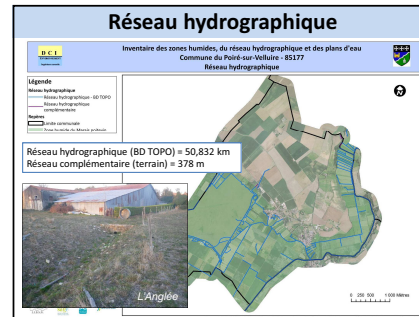 Réseau hydrographique
DCI
Inventaire des zones humides, du réseau hydrographique et des plans d'eau
Commune du Poiré-sur-Velluire - 85177
Réseau hydrographique
Légende
Réseau hydrographique
Réseau hydrographique - BD TOPO
Réseau hydrographique
complémentaire
Repères
Limite communale
Zone humide du Marais poitevin
Réseau hydrographique (BD TOPO) = 50,832 km
Réseau complémentaire (terrain) = 378 m
L'Anglée
0 250 500 1 000 Mètres